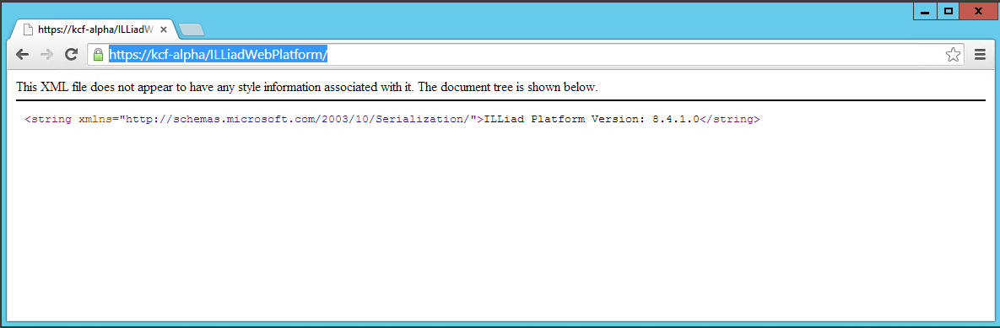 https://kcf-alpha/ILLiadW
https://kcf-alpha/ILLiadWebPlatform/
This XML file does not appear to have any style information associated with it. The document tree is shown below.
<string xmlns="http://schemas.microsoft.com/2003/10/Serialization/">ILLiad Platform Version: 8.4.1.0</string>